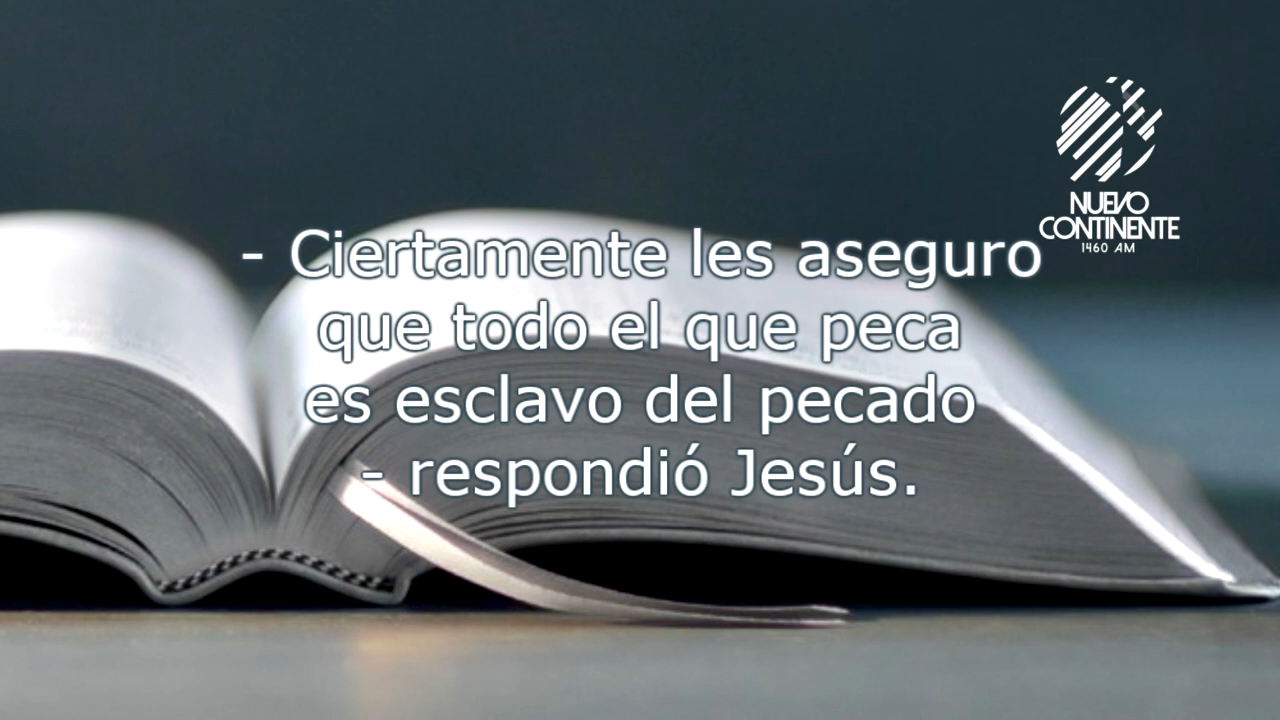 NUEVO
CONTINENTE
1460 AM
- Ciertamente les aseguro
que todo el que peca
es esclavo del pecado
- respondió Jesús.